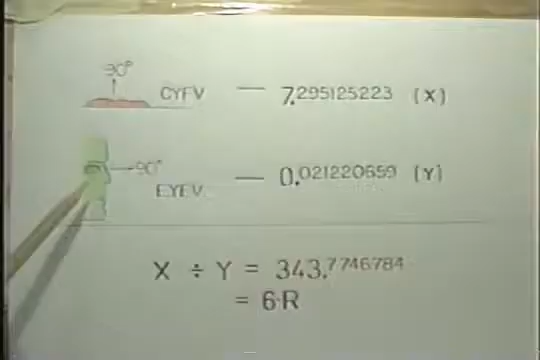 90°
CYFV — 7.295125223 (X)
90°
EYEV — 0.021220659 (Y)
X ÷ Y = 343.7746784
= 6·R